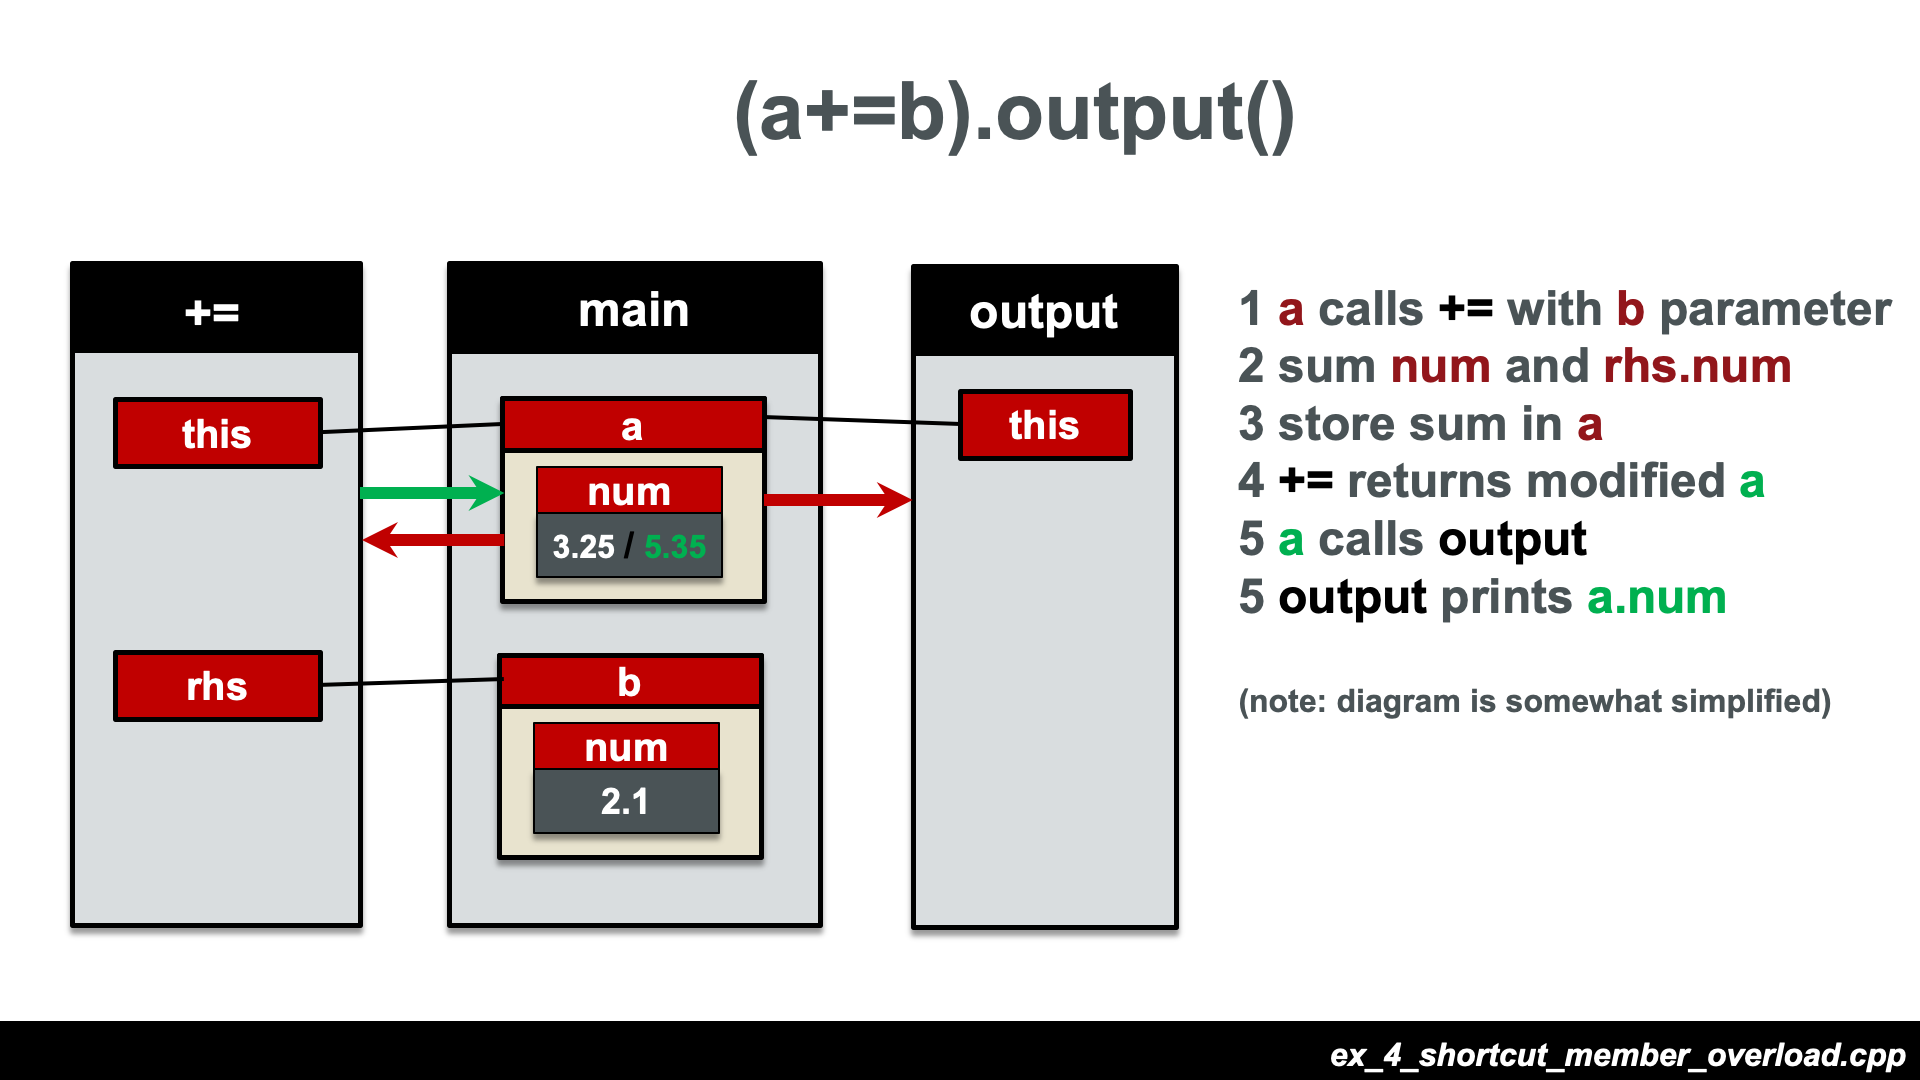 (a+=b).output()
+=
main
output
this
a
this
num
3.25 / 5.35
rhs
b
num
2.1
1 a calls += with b parameter
2 sum num and rhs.num
3 store sum in a
4 += returns modified a
5 a calls output
5 output prints a.num
(note: diagram is somewhat simplified)
ex_4_shortcut_member_overload.cpp